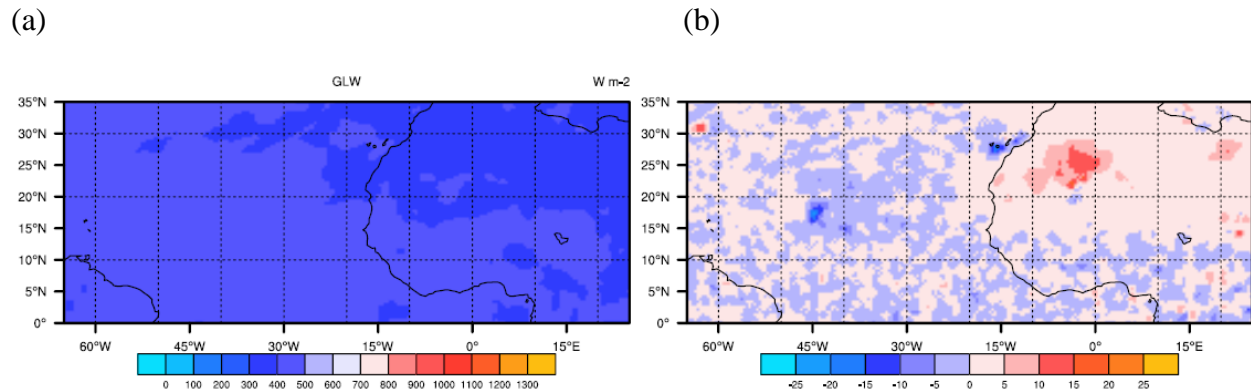 (a)
(b)
GLW W m-2
35°N
30°N
25°N
20°N
15°N
10°N
5°N
0°
60°W 45°W 30°W 15°W 0° 15°E
0 100 200 300 400 500 600 700 800 900 1000 1100 1200 1300
35°N
30°N
25°N
20°N
15°N
10°N
5°N
0°
60°W 45°W 30°W 15°W 0° 15°E
-25 -20 -15 -10 -5 0 5 10 15 20 25